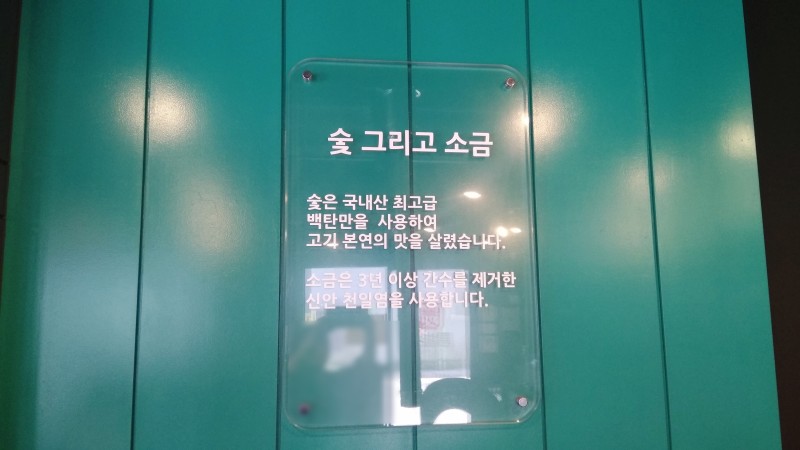 숯 그리고 소금
숯은 국내산 최고급
백탄만을 사용하여
고기 본연의 맛을 살렸습니다.
소금은 3년 이상 간수를 제거한
신안 천일염을 사용합니다.